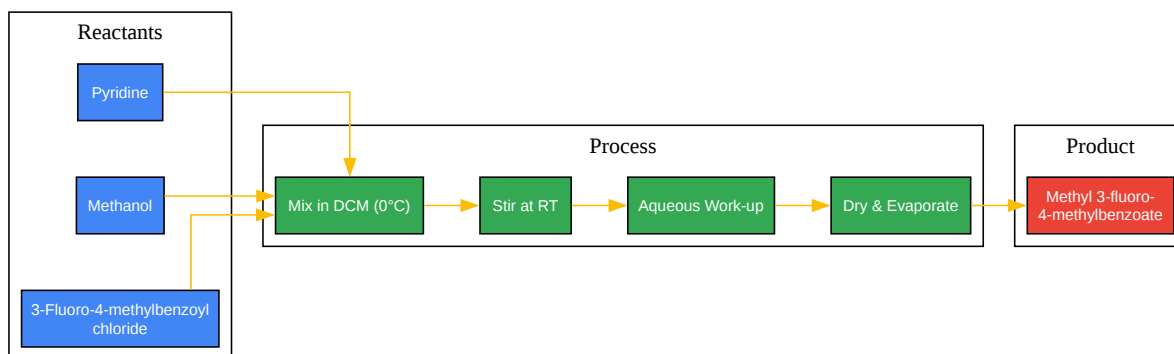 Reactants
Pyridine
Methanol
3-Fluoro-4-methylbenzoyl
chloride
Process
Mix in DCM (0°C)
Stir at RT
Aqueous Work-up
Dry & Evaporate
Product
Methyl 3-fluoro-
4-methylbenzoate